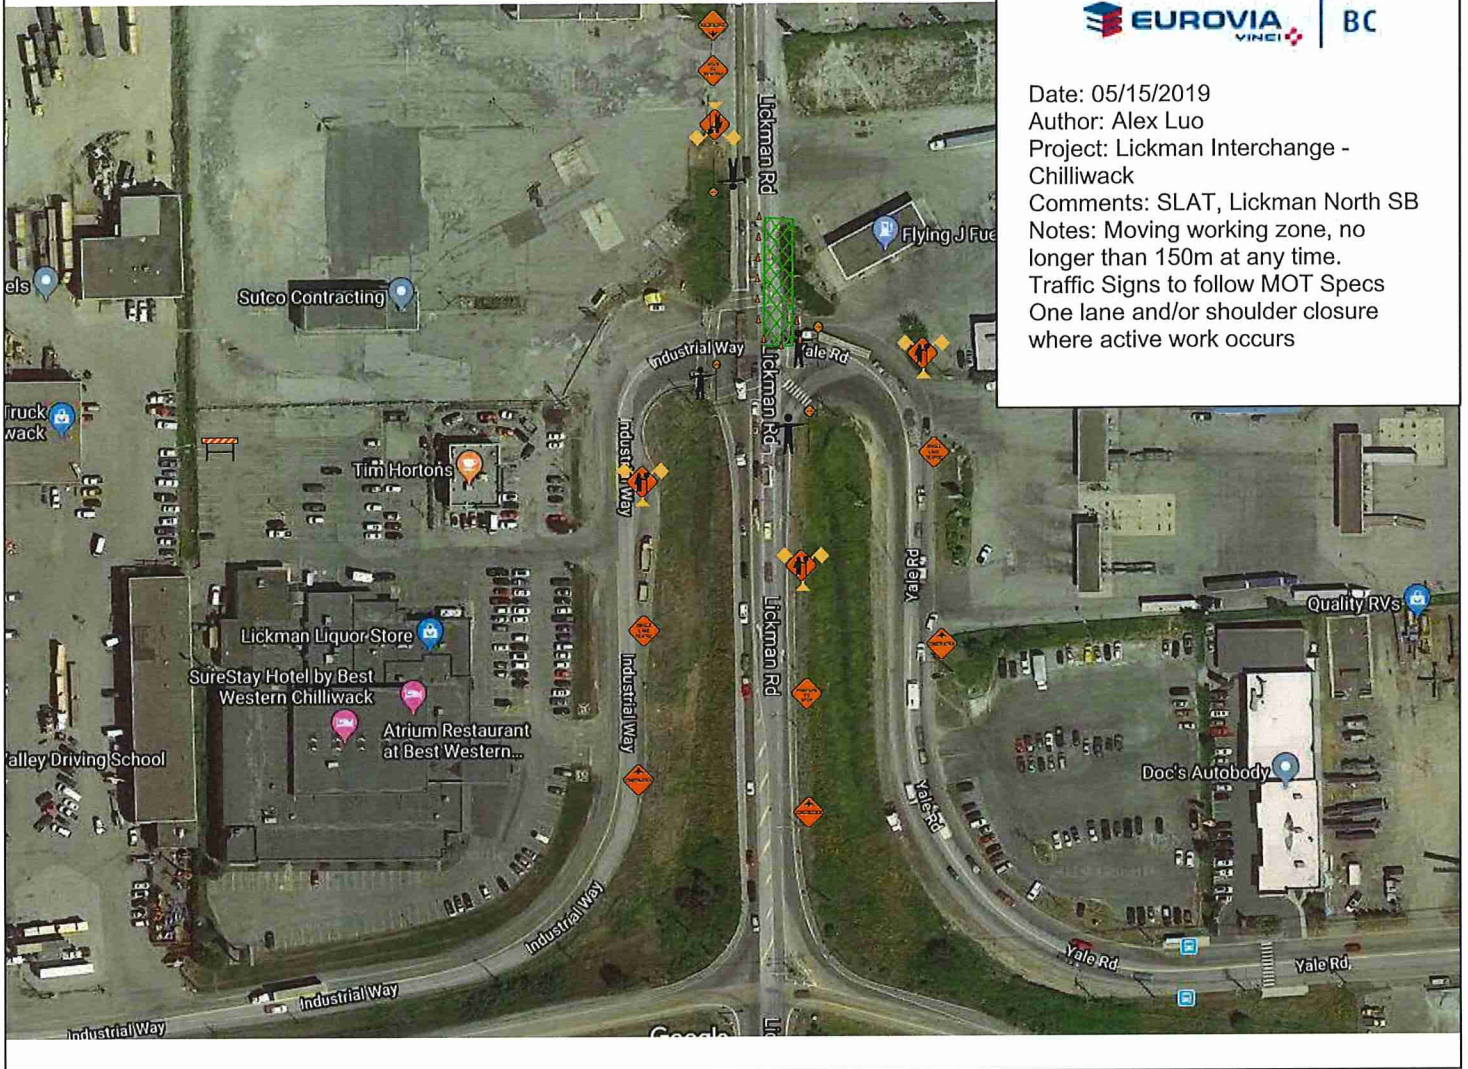 EUROVIA
VINCI
BC
Date: 05/15/2019
Author: Alex Luo
Project: Lickman Interchange -
Chilliwack
Comments: SLAT, Lickman North SB
Notes: Moving working zone, no
longer than 150m at any time.
Traffic Signs to follow MOT Specs
One lane and/or shoulder closure
where active work occurs
Lickman Rd
Flying J Fue
els
Sutco Contracting
Industrial Way
Yale Rd
Lickman Rd
Truck
wack
Industrial Way
Tim Hortons
SINGLE
LANE
TRAFFIC
Yale Rd
Lickman Rd
Quality RVs
Lickman Liquor Store
SureStay Hotel by Best
Western Chilliwack
Atrium Restaurant
at Best Western...
Industrial Way
alley Driving School
Doc's Autobody
Yale Rd
Industrial Way
Yale Rd
Yale Rd
Industrial Way
Industrial Way
Google
Lic